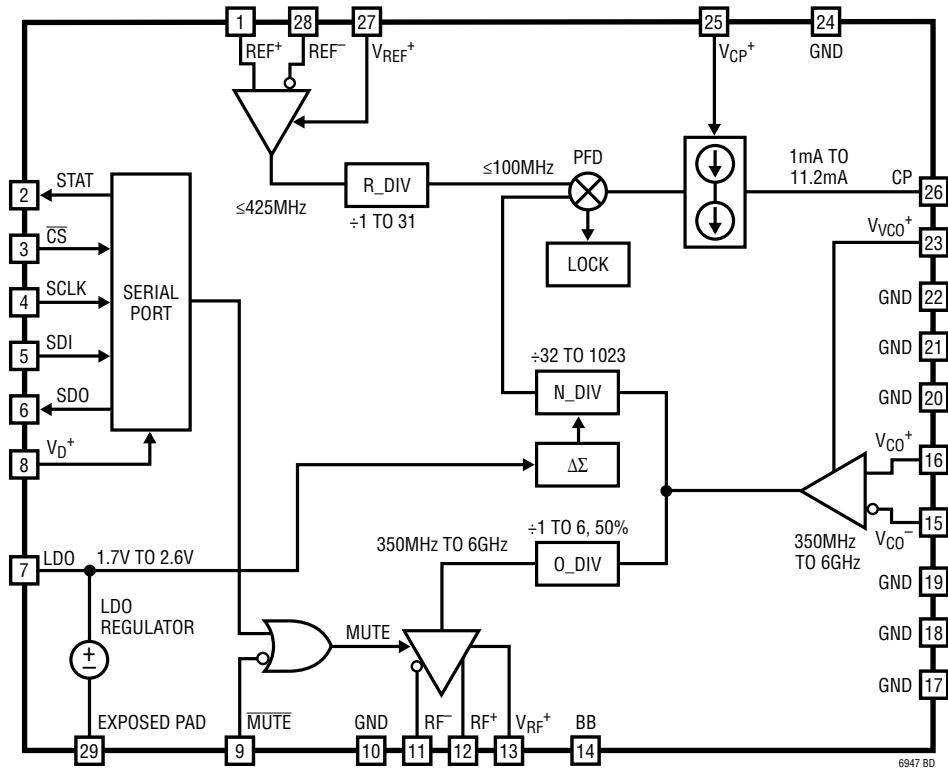 1
28
27
25
24
REF+
REF−
VREF+
VCP+
GND
PFD
≤100MHz
1mA TO
11.2mA
CP
26
R_DIV
≤425MHz
÷1 TO 31
LOCK
VVCO+
23
2
STAT
3
CS
4
SCLK
5
SDI
6
SDO
8
VD+
SERIAL
PORT
GND
22
GND
21
GND
20
÷32 TO 1023
N_DIV
ΔΣ
VCO+
16
VCO−
15
350MHz
TO 6GHz
÷1 TO 6, 50%
O_DIV
350MHz TO 6GHz
7
LDO
1.7V TO 2.6V
LDO
REGULATOR
GND
19
GND
18
GND
17
MUTE
EXPOSED PAD
MUTE
GND
RF−
RF+
VRF+
BB
29
9
10
11
12
13
14
6947 BD